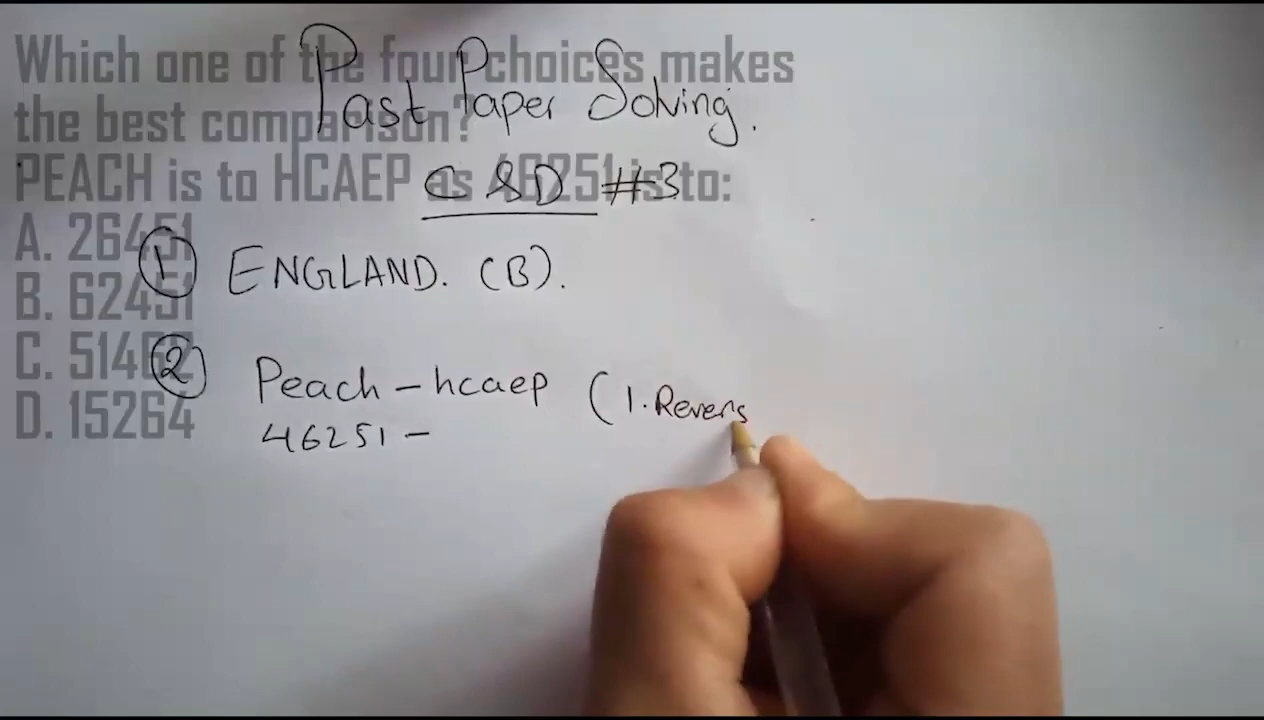 Which one of the four choices makes
the best comparison?
PEACH is to HCAEP as 46251 is to:
A. 26451
B. 62451
C. 51462
D. 15264
Past Paper Solving.
C SD #3
1 ENGLAND. (B).
2 Peach - hcaep (1. Revers
46251 -